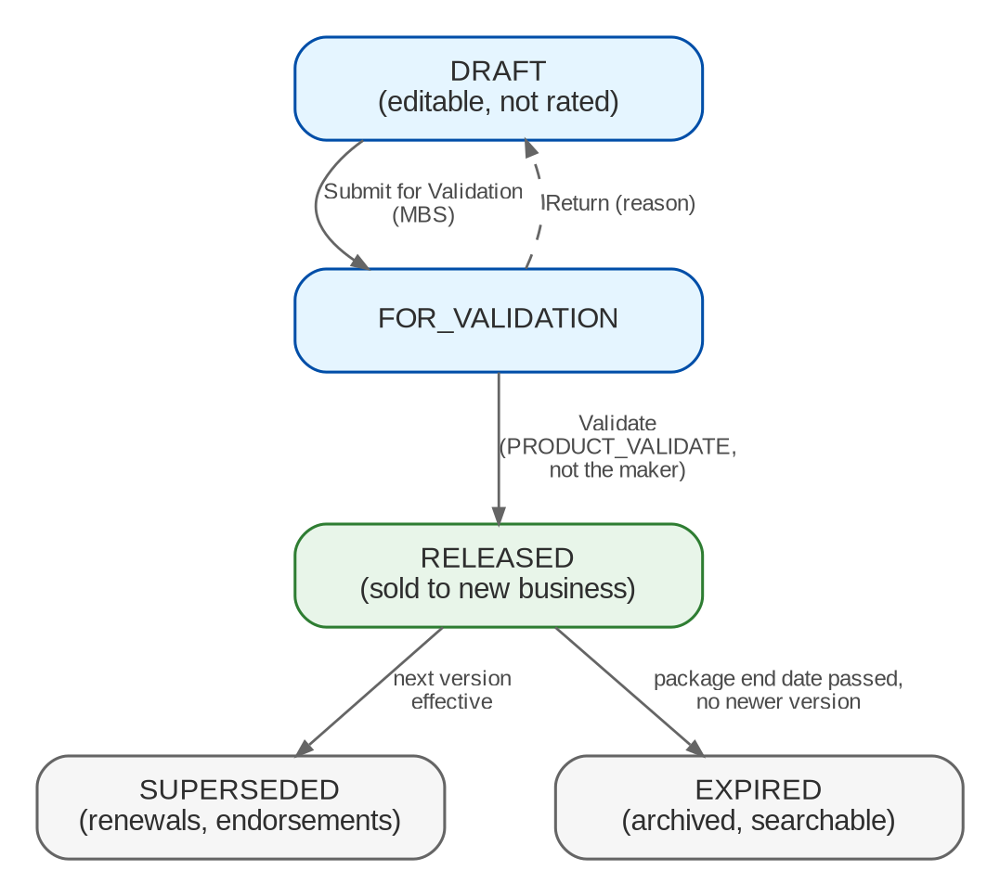 DRAFT
(editable, not rated)
Submit for Validation
(MBS)
Return (reason)
FOR_VALIDATION
Validate
(PRODUCT_VALIDATE,
not the maker)
RELEASED
(sold to new business)
next version
effective
package end date passed,
no newer version
SUPERSEDED
(renewals, endorsements)
EXPIRED
(archived, searchable)